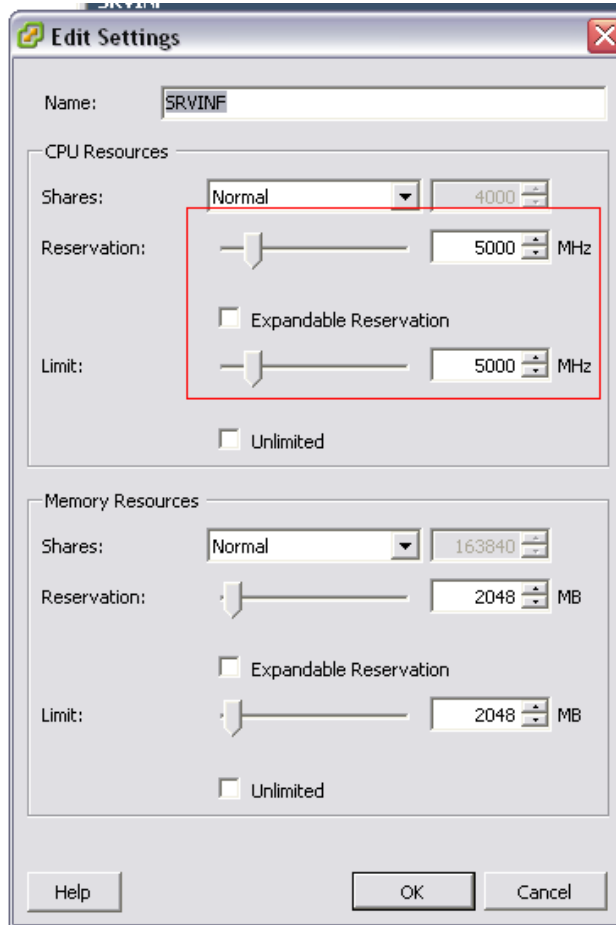 SRVINF
Edit Settings
Name: SRVINF
CPU Resources
Shares: Normal 4000
Reservation: 5000 MHz
Expandable Reservation
Limit: 5000 MHz
Unlimited
Memory Resources
Shares: Normal 163840
Reservation: 2048 MB
Expandable Reservation
Limit: 2048 MB
Unlimited
Help OK Cancel